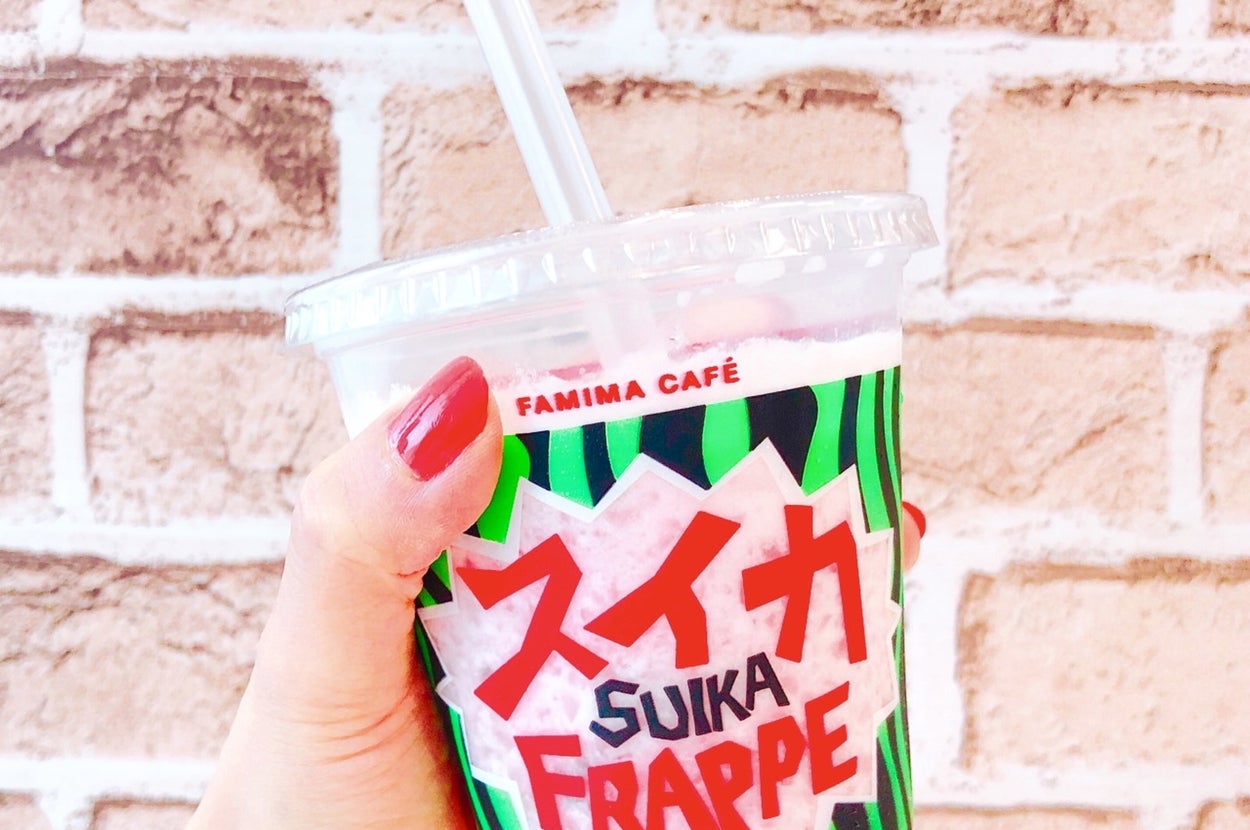 FAMIMA CAFÉ
スイカ
SUIKA
FRAPPE